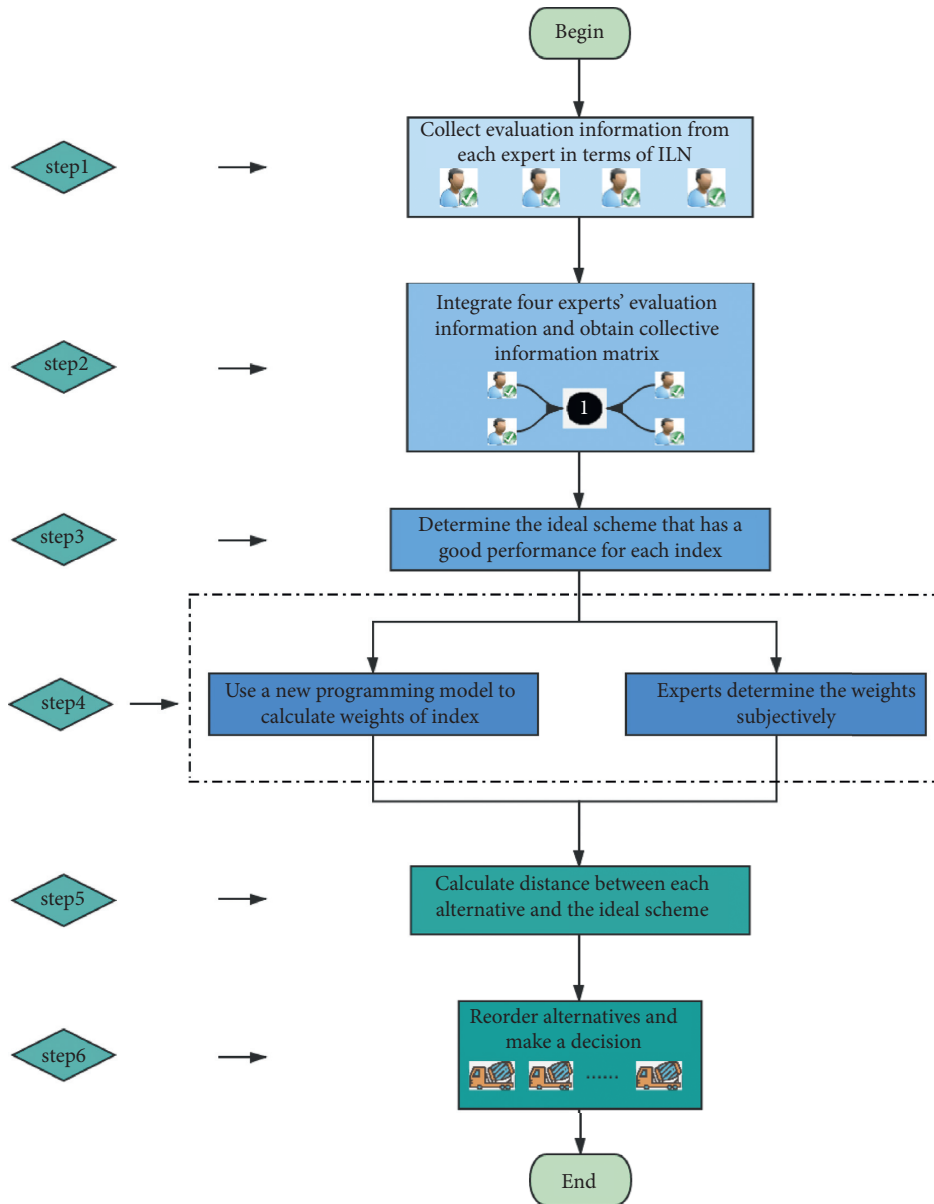 Begin
step1
Collect evaluation information from
each expert in terms of ILN
step2
Integrate four experts' evaluation
information and obtain collective
information matrix
1
step3
Determine the ideal scheme that has a
good performance for each index
step4
Use a new programming model to
calculate weights of index
Experts determine the weights
subjectively
step5
Calculate distance between each
alternative and the ideal scheme
step6
Reorder alternatives and
make a decision
......
End